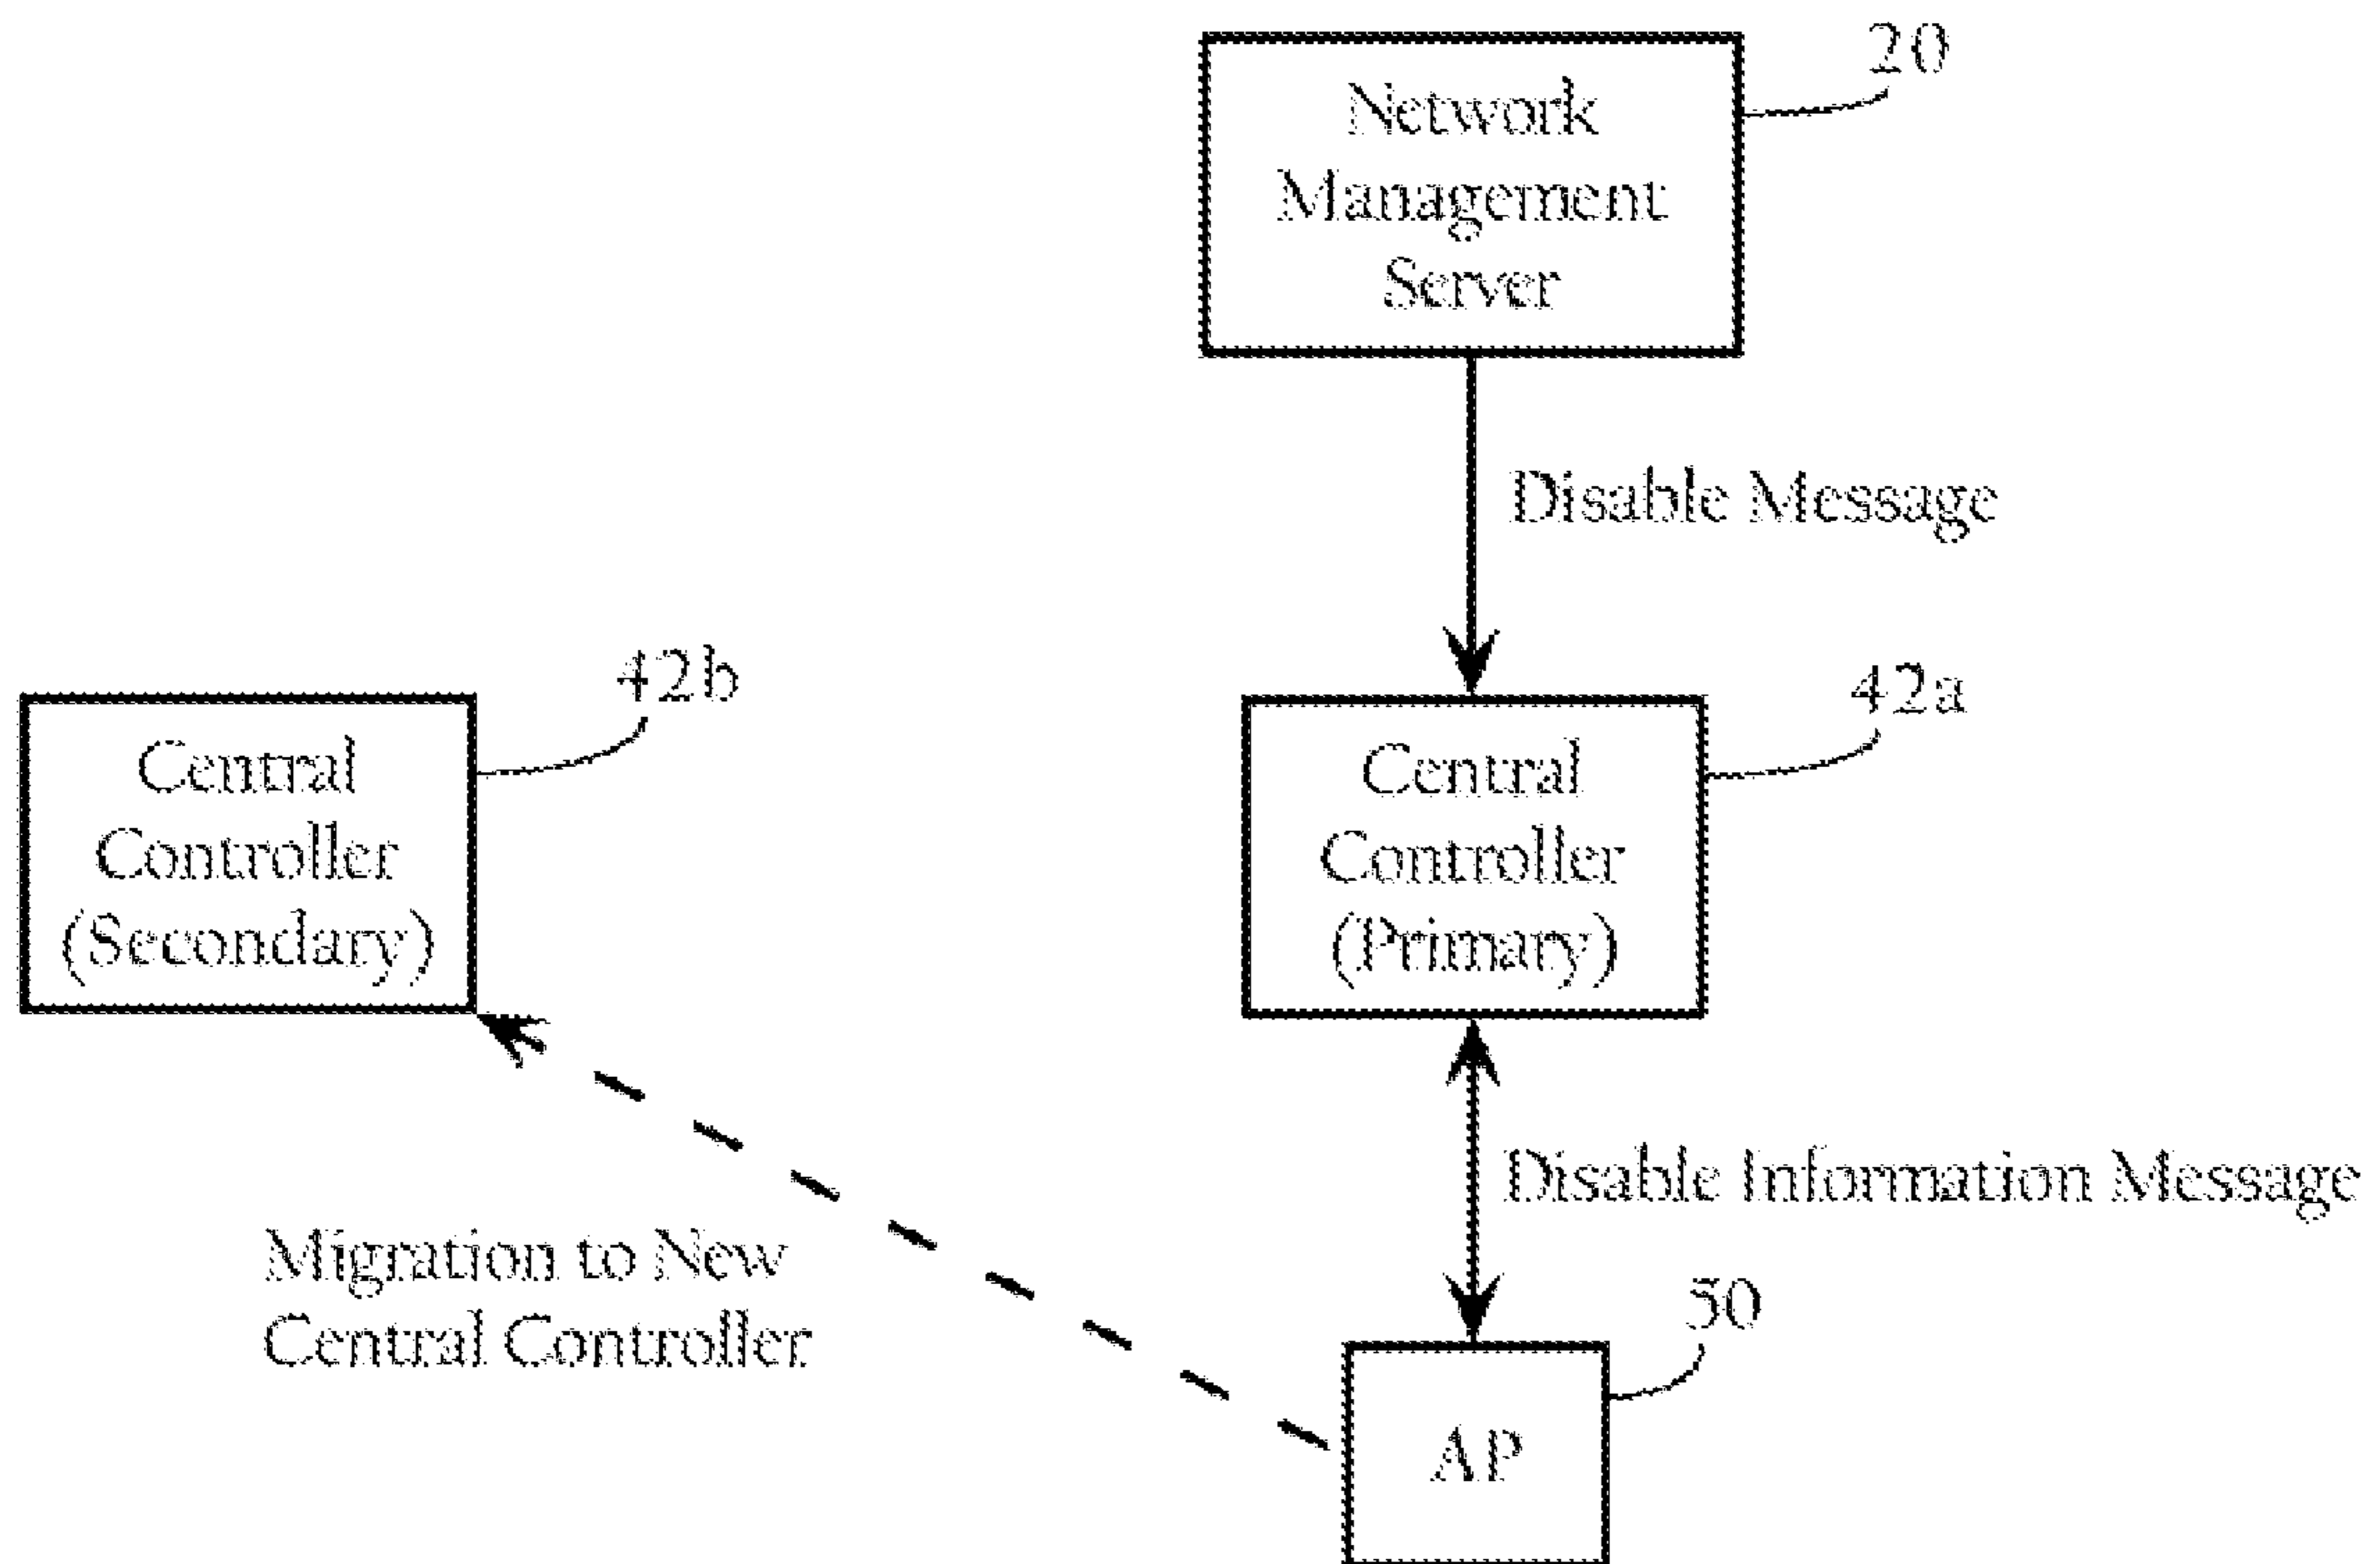 20
Network
Management
Server
Disable Message
42b
42a
Central
Controller
(Secondary)
Central
Controller
(Primary)
Disable Information Message
Migration to New
Central Controller
50
AP